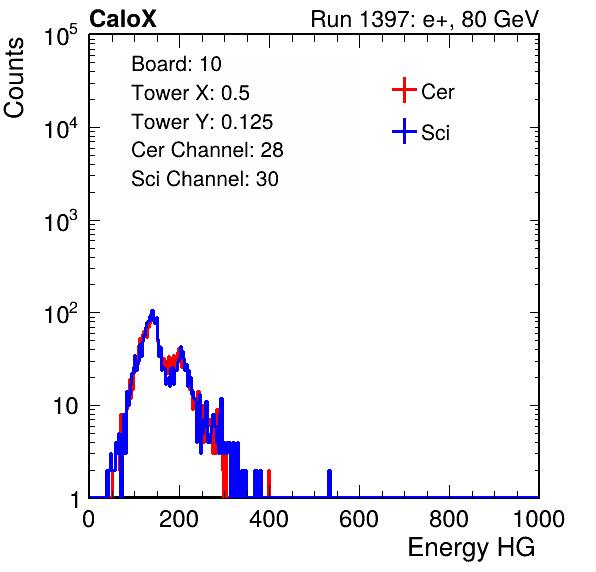 CaloX Run 1397: e+, 80 GeV
Counts
Board: 10
Tower X: 0.5
Tower Y: 0.125
Cer Channel: 28
Sci Channel: 30
Cer
Sci
10^5
10^4
10^3
10^2
10
1
0 200 400 600 800 1000
Energy HG